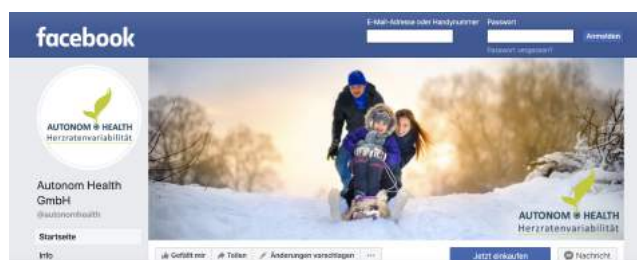 facebook
E-Mail-Adresse oder Handynummer
Passwort
Anmelden
Passwort vergessen?
AUTONOM HEALTH
Herzratenvariabilität
Autonom Health
GmbH
@autonomhealth
Startseite
Info
AUTONOM HEALTH
Herzratenvariabilität
Gefällt mir
Teilen
Änderungen vorschlagen
Jetzt einkaufen
Nachricht